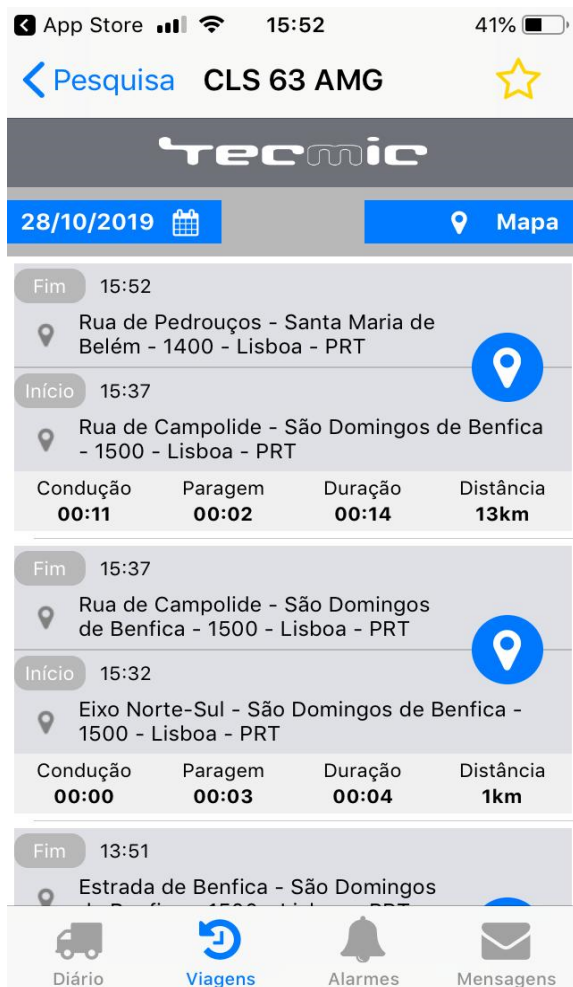 App Store 15:52 41%
Pesquisa CLS 63 AMG
Tecmic
28/10/2019 Mapa
Fim 15:52
Rua de Pedrouços - Santa Maria de
Belém - 1400 - Lisboa - PRT
Início 15:37
Rua de Campolide - São Domingos de Benfica
- 1500 - Lisboa - PRT
Condução Paragem Duração Distância
00:11 00:02 00:14 13km
Fim 15:37
Rua de Campolide - São Domingos
de Benfica - 1500 - Lisboa - PRT
Início 15:32
Eixo Norte-Sul - São Domingos de Benfica -
1500 - Lisboa - PRT
Condução Paragem Duração Distância
00:00 00:03 00:04 1km
Fim 13:51
Estrada de Benfica - São Domingos
Diário Viagens Alarmes Mensagens